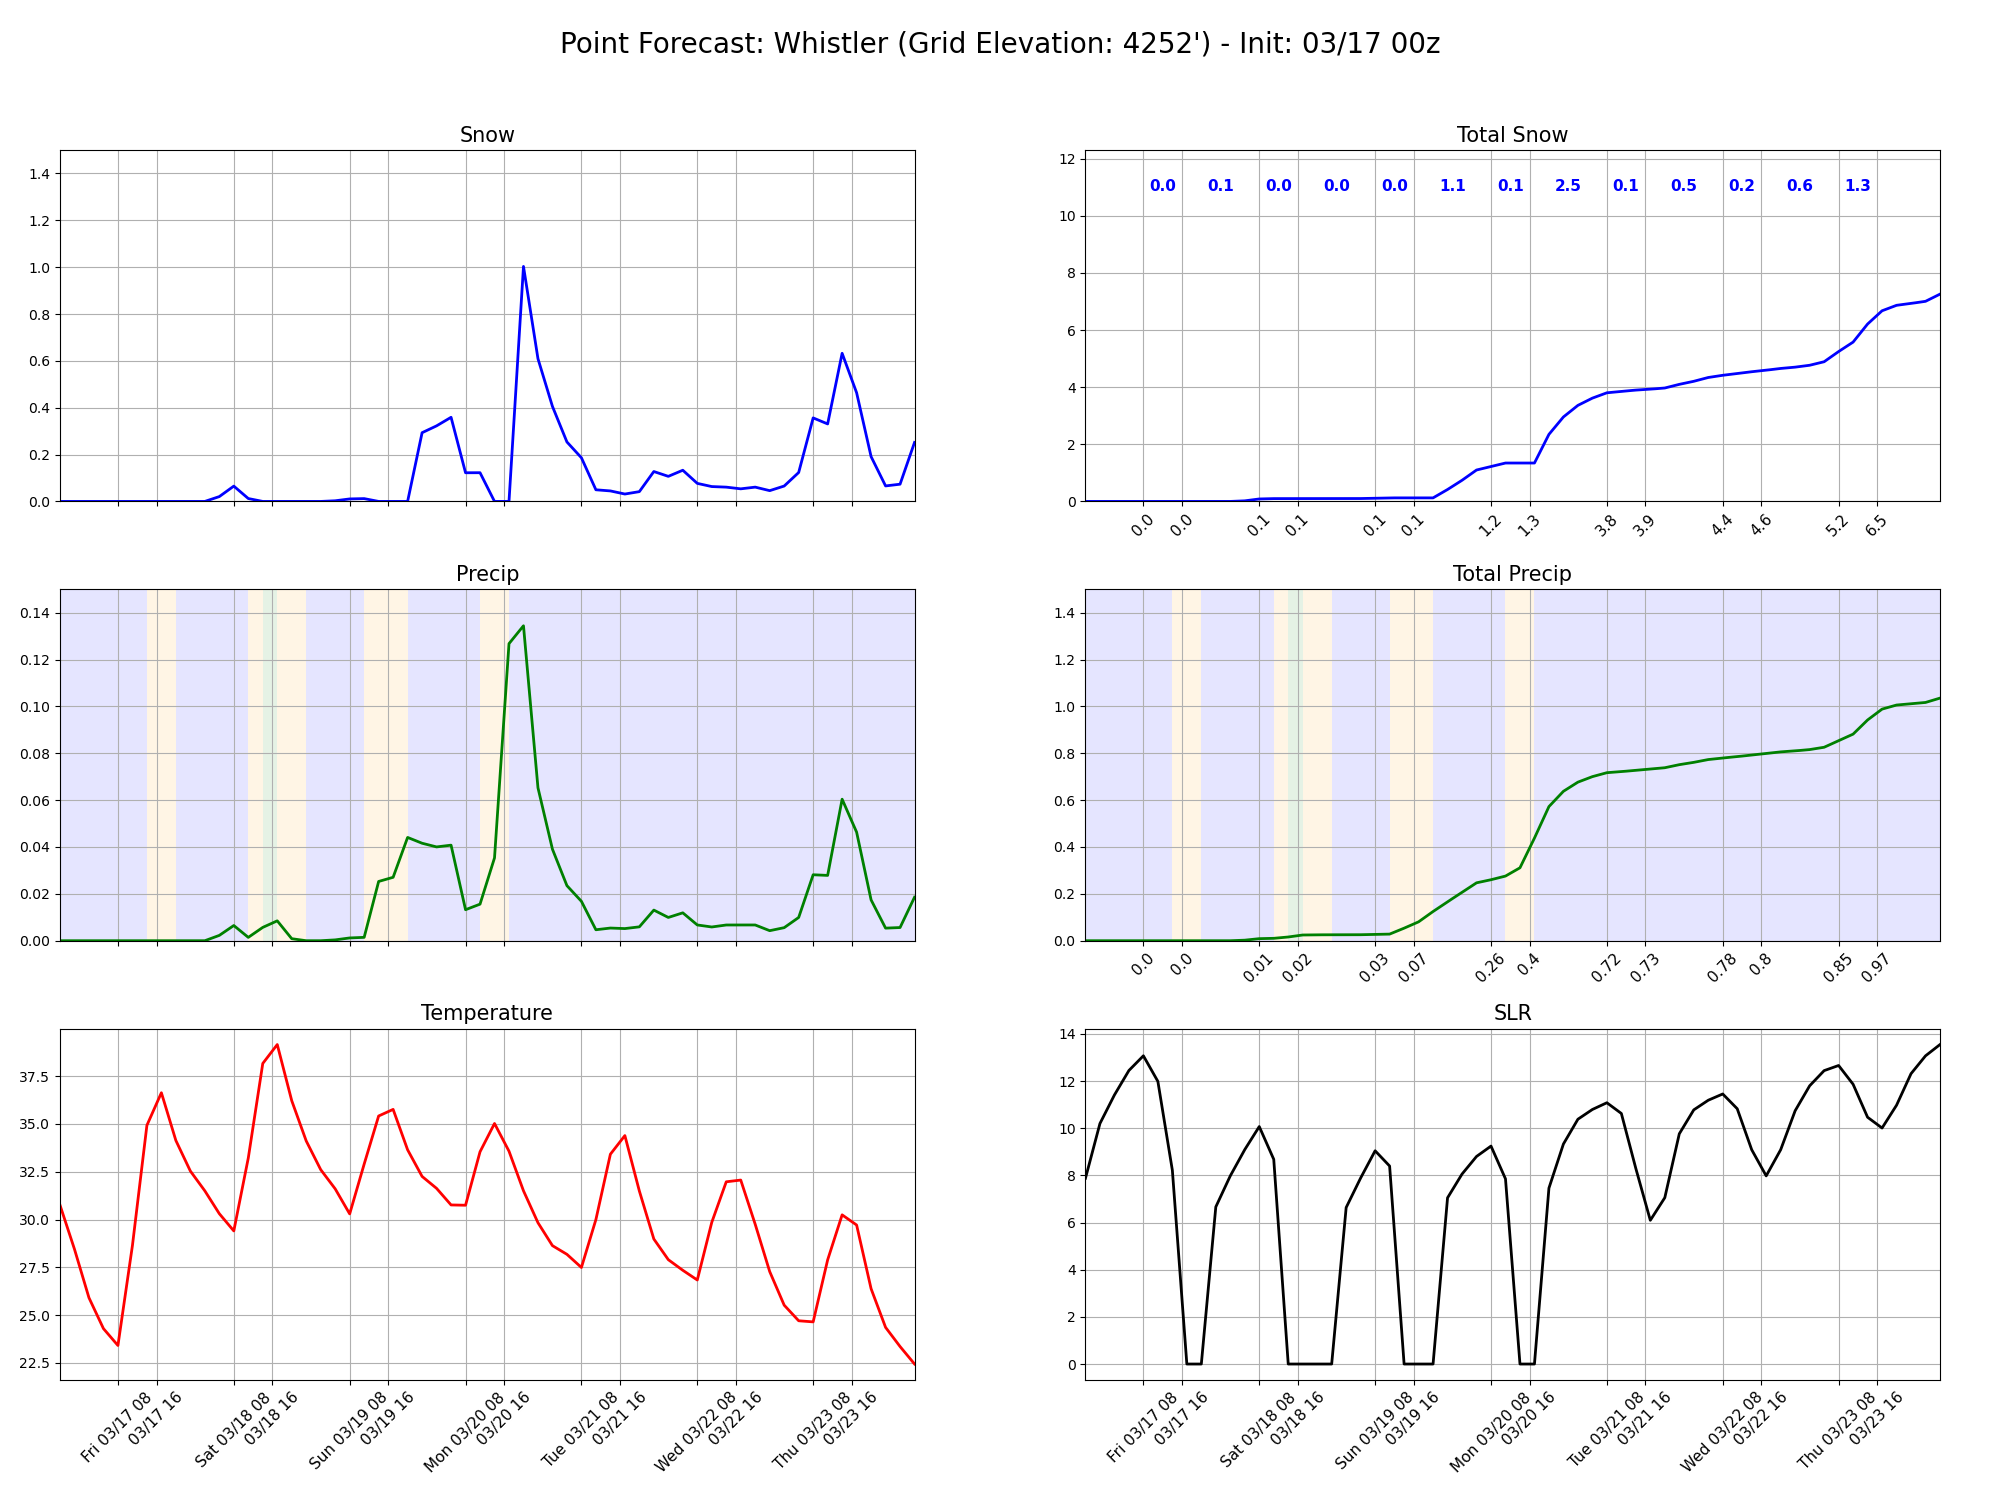 Point Forecast: Whistler (Grid Elevation: 4252') - Init: 03/17 00z
Snow
1.4
1.2
1.0
0.8
0.6
0.4
0.2
0.0
Total Snow
12
10
8
6
4
2
0
0.0 0.1 0.0 0.0 0.0 1.1 0.1 2.5 0.1 0.5 0.2 0.6 1.3
0.0 0.0 0.1 0.1 0.1 0.1 1.2 1.3 3.8 3.9 4.4 4.6 5.2 6.5
Precip
0.14
0.12
0.10
0.08
0.06
0.04
0.02
0.00
Total Precip
1.4
1.2
1.0
0.8
0.6
0.4
0.2
0.0
0.0 0.0 0.01 0.02 0.03 0.07 0.26 0.4 0.72 0.73 0.78 0.8 0.85 0.97
Temperature
37.5
35.0
32.5
30.0
27.5
25.0
22.5
Fri 03/17 08
03/17 16
Sat 03/18 08
03/18 16
Sun 03/19 08
03/19 16
Mon 03/20 08
03/20 16
Tue 03/21 08
03/21 16
Wed 03/22 08
03/22 16
Thu 03/23 08
03/23 16
SLR
14
12
10
8
6
4
2
0
Fri 03/17 08
03/17 16
Sat 03/18 08
03/18 16
Sun 03/19 08
03/19 16
Mon 03/20 08
03/20 16
Tue 03/21 08
03/21 16
Wed 03/22 08
03/22 16
Thu 03/23 08
03/23 16